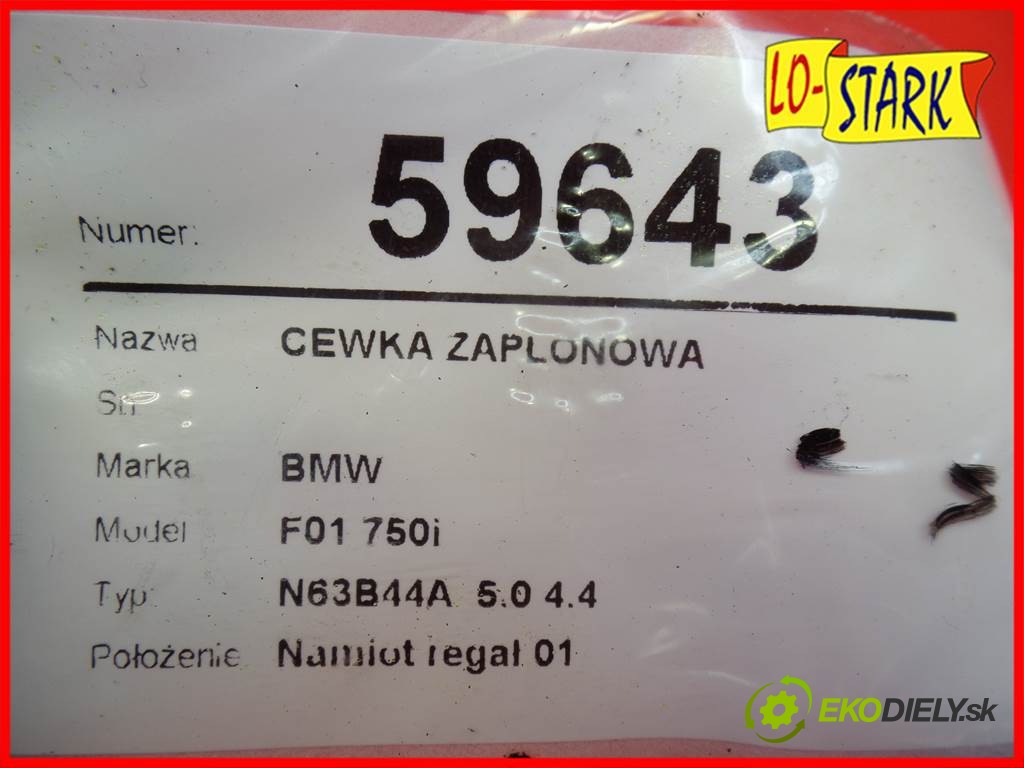 LO-STARK
Numer: 59643
Nazwa CEWKA ZAPLONOWA
Marka BMW
Model F01 750i
Typ N63B44A 5.0 4.4
Położenie Namiot regał 01
EKODIELY.sk